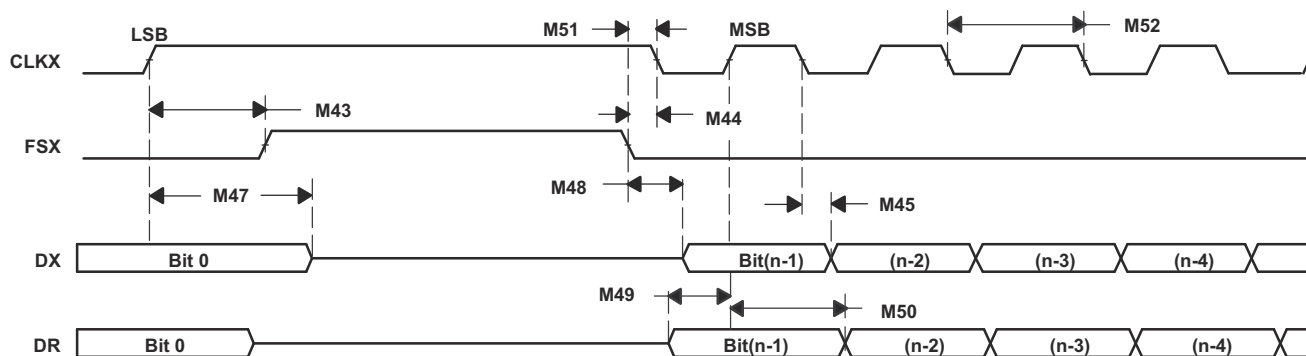 LSB M51 MSB M52
CLKX
M43 M44
FSX
M47 M48 M45
DX Bit 0 Bit(n-1) (n-2) (n-3) (n-4)
M49 M50
DR Bit 0 Bit(n-1) (n-2) (n-3) (n-4)